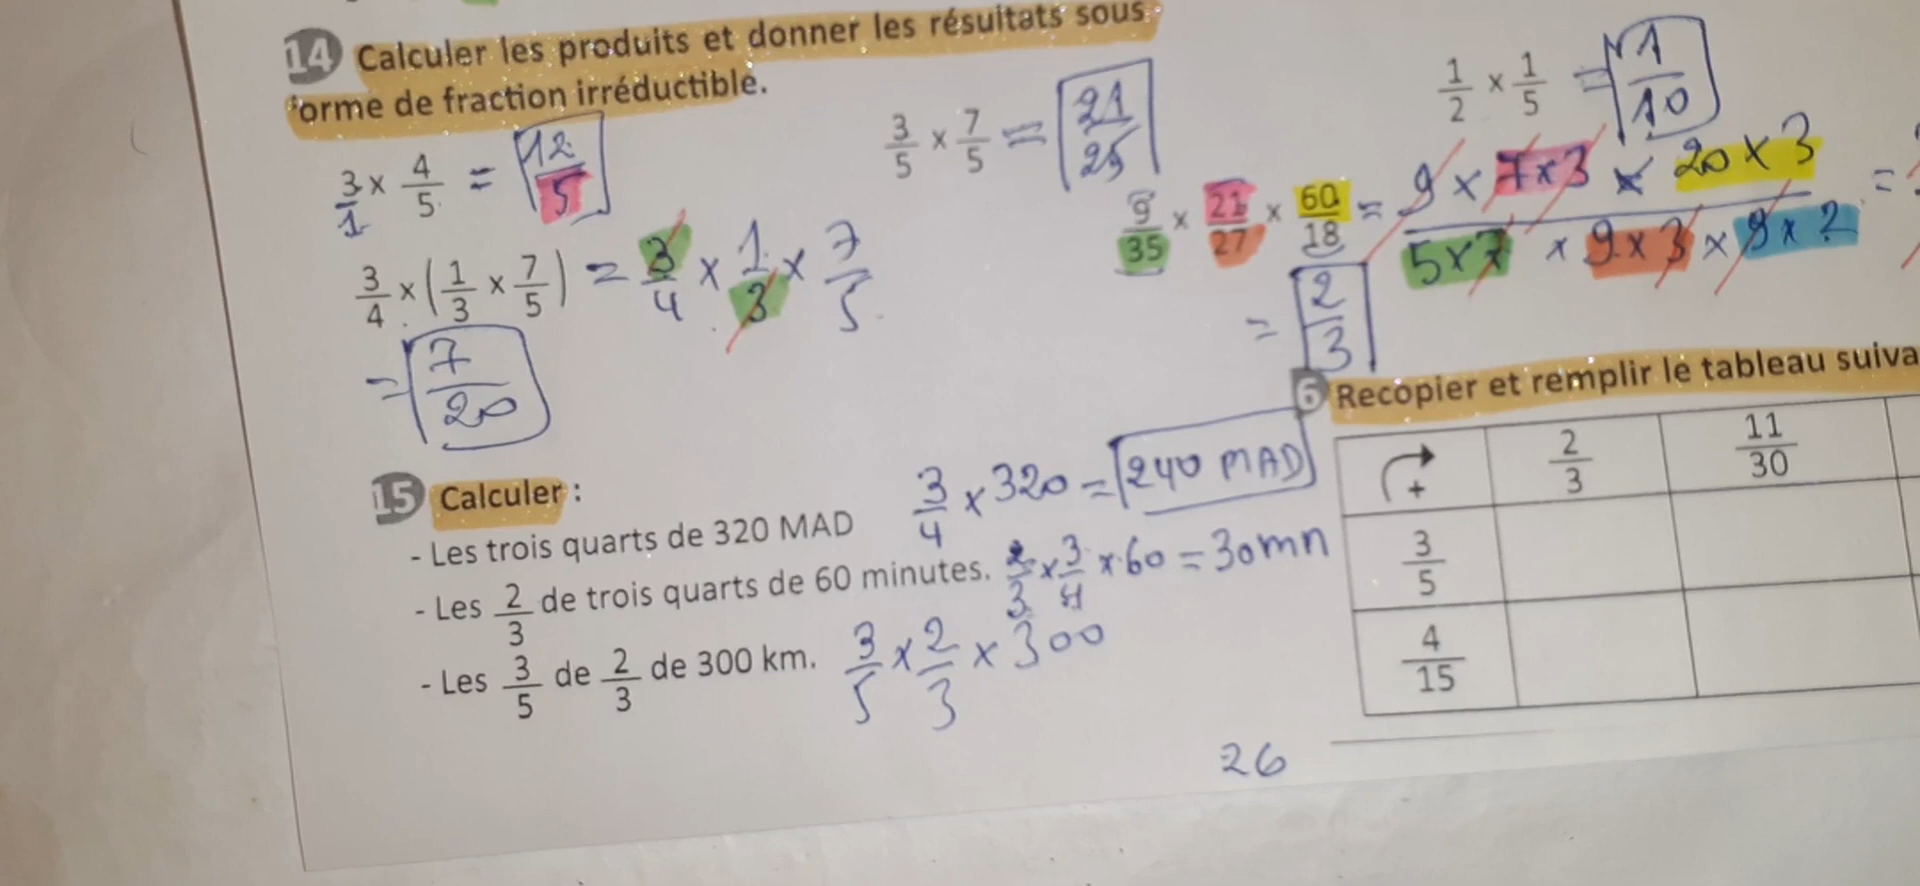 14 Calculer les produits et donner les résultats sous
forme de fraction irréductible.
3/1 × 4/5 = 12/5
3/5 × 7/5 = 21/25
1/2 × 1/5 = 1/10
3/4 × (1/3 × 7/5) = 3/4 × 1/3 × 7/5
= 7/20
9/35 × 21/27 × 60/18 = 9 × 7×3 × 20×3 / 5×7 × 9×3 × 9×2 =
= 2/3
15 Calculer :
- Les trois quarts de 320 MAD 3/4 × 320 = 240 MAD
- Les 2/3 de trois quarts de 60 minutes. 2/3 × 3/4 × 60 = 30mn
- Les 3/5 de 2/3 de 300 km. 3/5 × 2/3 × 300
6 Recopier et remplir le tableau suiva
+ 2/3 11/30
3/5
4/15
26